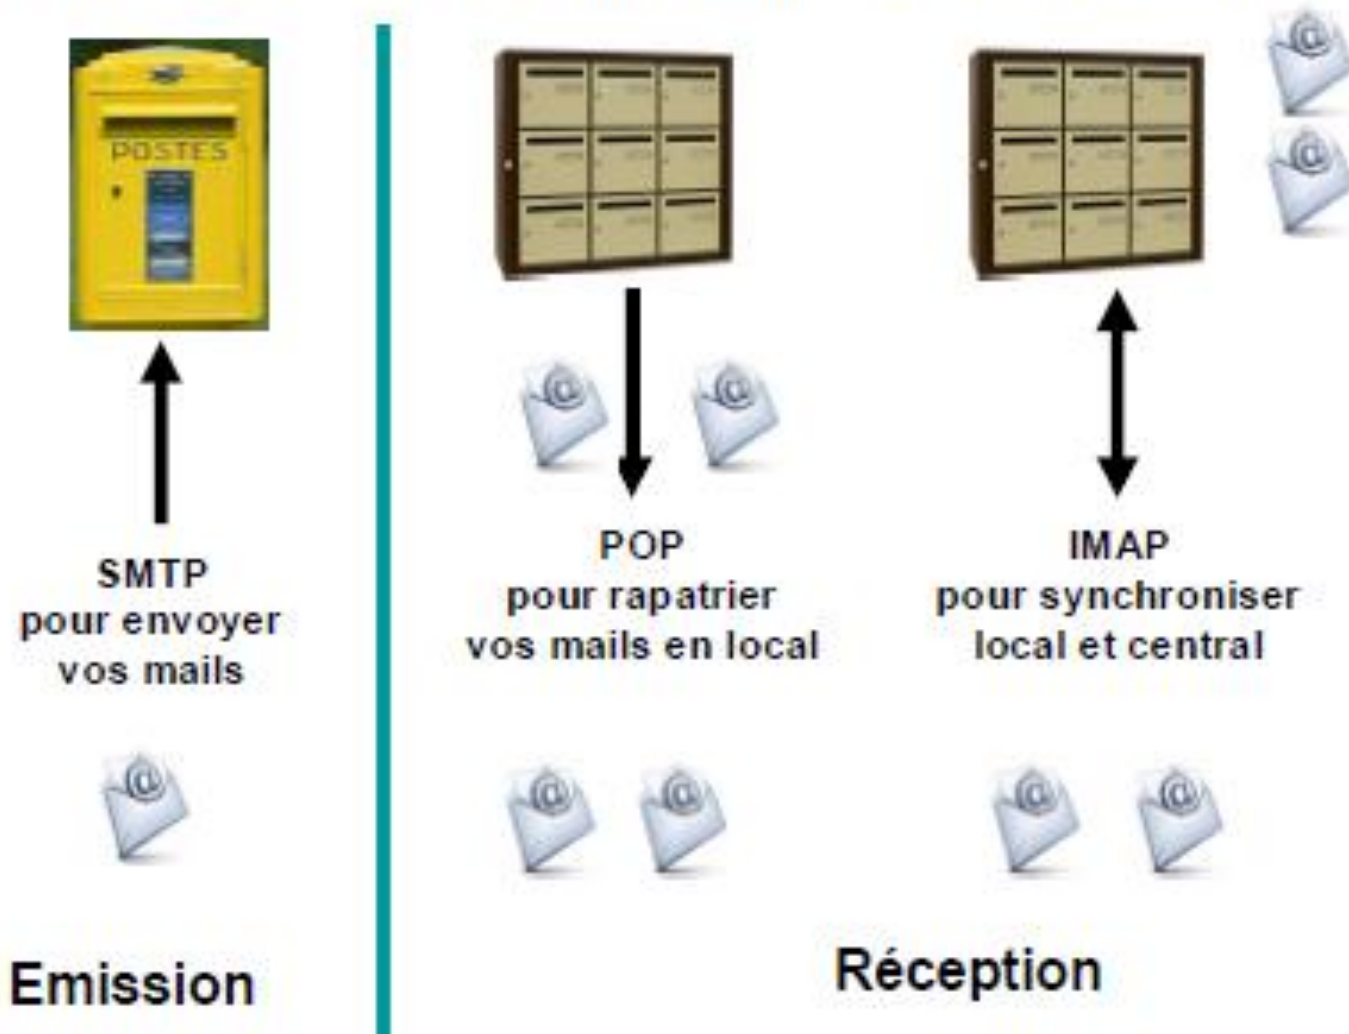 POSTES
SMTP
pour envoyer
vos mails
POP
pour rapatrier
vos mails en local
IMAP
pour synchroniser
local et central
Emission
Réception